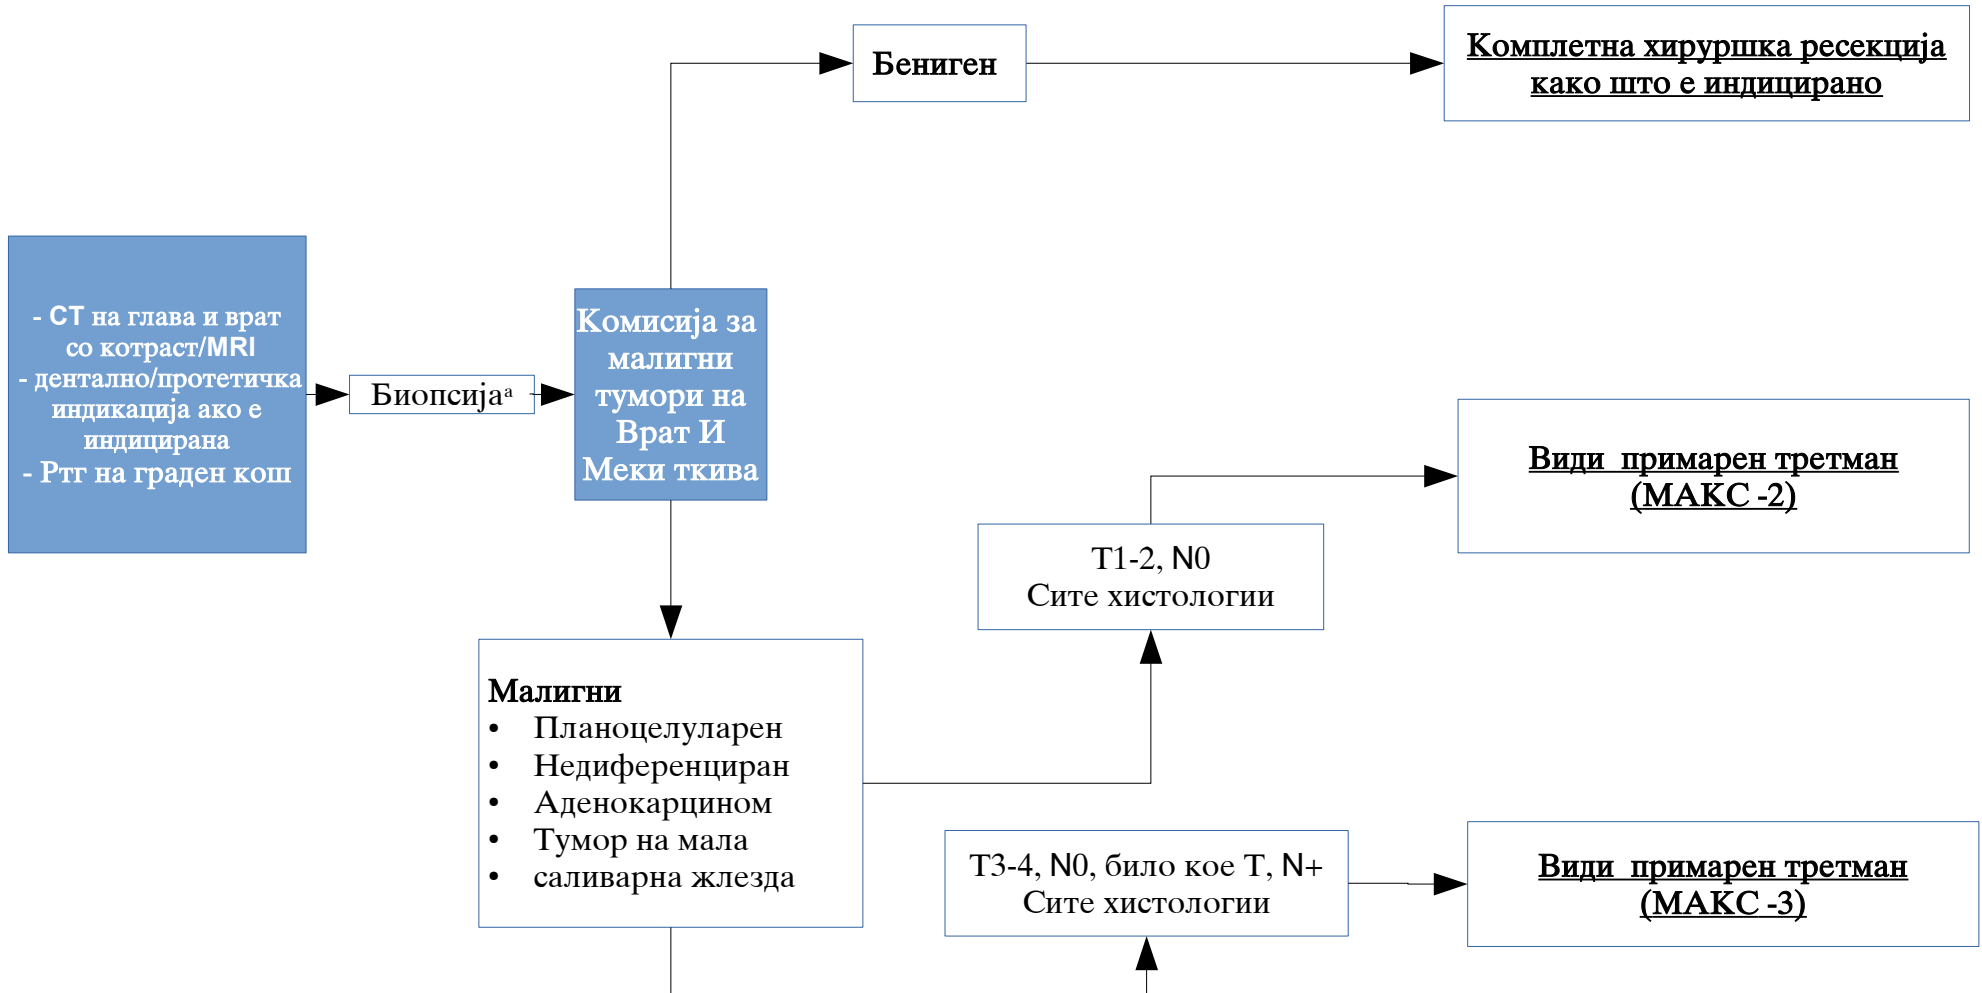 Бениген
Комплетна хируршка ресекција
како што е индицирано
- CT на глава и врат
со котраст/MRI
- дентално/протетичка
индикација ако е
индицирана
- Ртг на граден кош
Биопсијаᵃ
Комисија за
малигни
тумори на
Врат И
Меки ткива
Види примарен третман
(МАКС -2)
Т1-2, N0
Сите хистологии
Малигни
• Планоцелуларен
• Недиференциран
• Аденокарцином
• Тумор на мала
• саливарна жлезда
Т3-4, N0, било кое Т, N+
Сите хистологии
Види примарен третман
(МАКС -3)